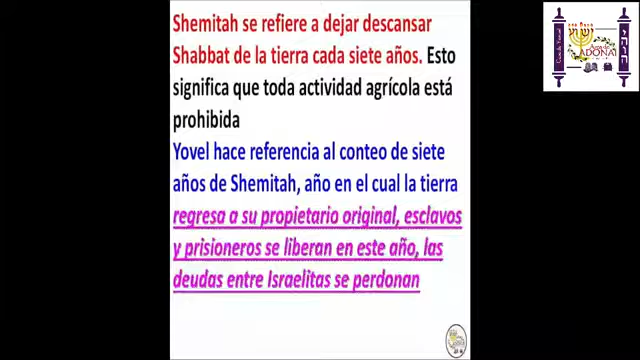 Shemitah se refiere a dejar descansar
Shabbat de la tierra cada siete años. Esto
significa que toda actividad agrícola está
prohibida
Yovel hace referencia al conteo de siete
años de Shemitah, año en el cual la tierra
regresa a su propietario original, esclavos
y prisioneros se liberan en este año, las
deudas entre Israelitas se perdonan
ADONAI